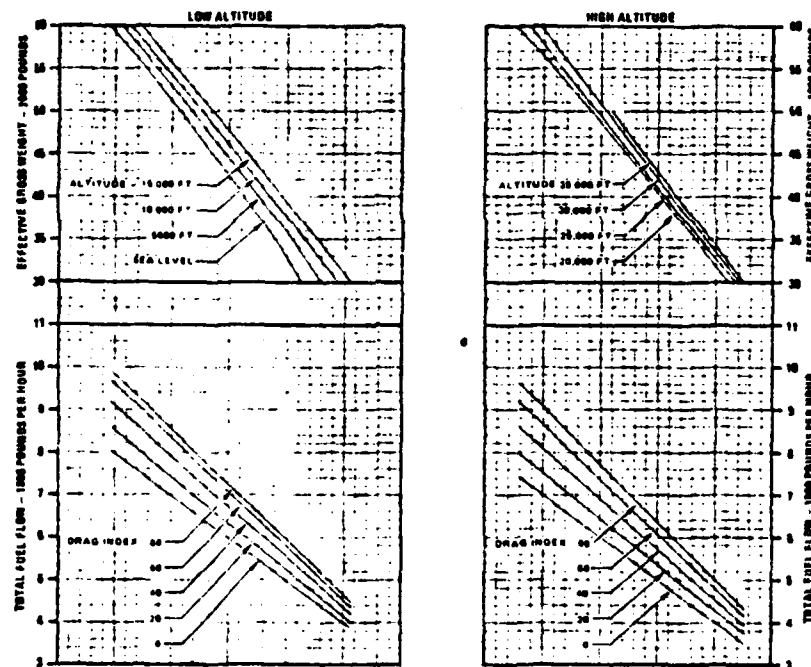 LOW ALTITUDE
60
55
50
45
40
35
30
EFFECTIVE GROSS WEIGHT - 1000 POUNDS
ALTITUDE - 15,000 FT
10,000 FT
5000 FT
SEA LEVEL
11
10
9
8
7
6
5
4
3
TOTAL FUEL FLOW - 1000 POUNDS PER HOUR
DRAG INDEX
80
60
40
20
0
HIGH ALTITUDE
60
55
50
45
40
35
30
EFFECTIVE GROSS WEIGHT - 1000 POUNDS
ALTITUDE 35,000 FT
30,000 FT
25,000 FT
20,000 FT
11
10
9
8
7
6
5
4
3
TOTAL FUEL FLOW - 1000 POUNDS PER HOUR
DRAG INDEX
80
60
40
20
0